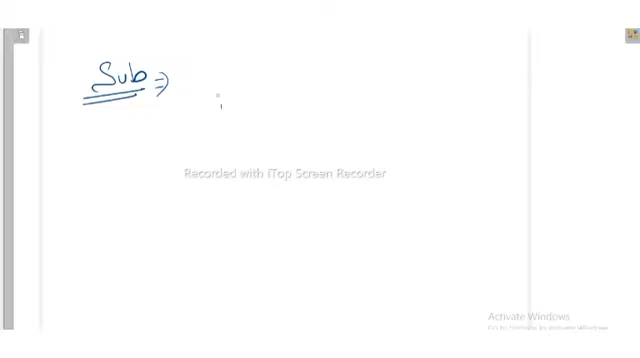 Sub ⇒
Recorded with iTop Screen Recorder
Activate Windows